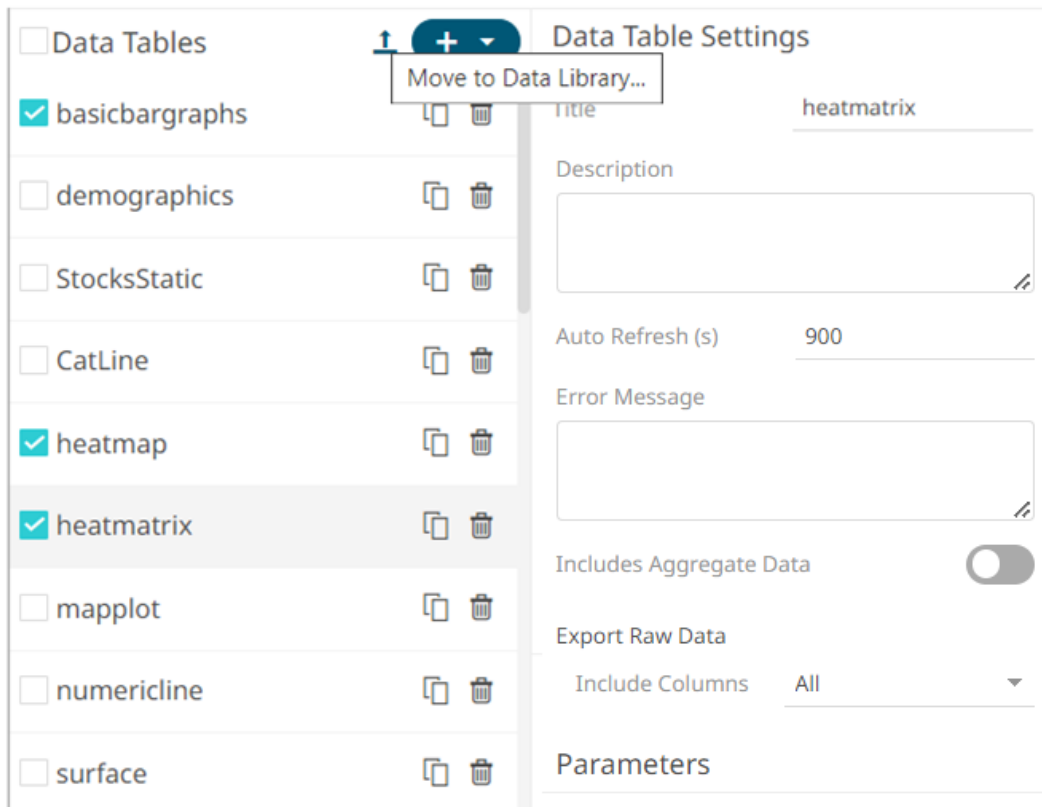 Data Tables
Move to Data Library...
basicbargraphs
demographics
StocksStatic
CatLine
heatmap
heatmatrix
mapplot
numericline
surface
Data Table Settings
Title heatmatrix
Description
Auto Refresh (s) 900
Error Message
Includes Aggregate Data
Export Raw Data
Include Columns All
Parameters